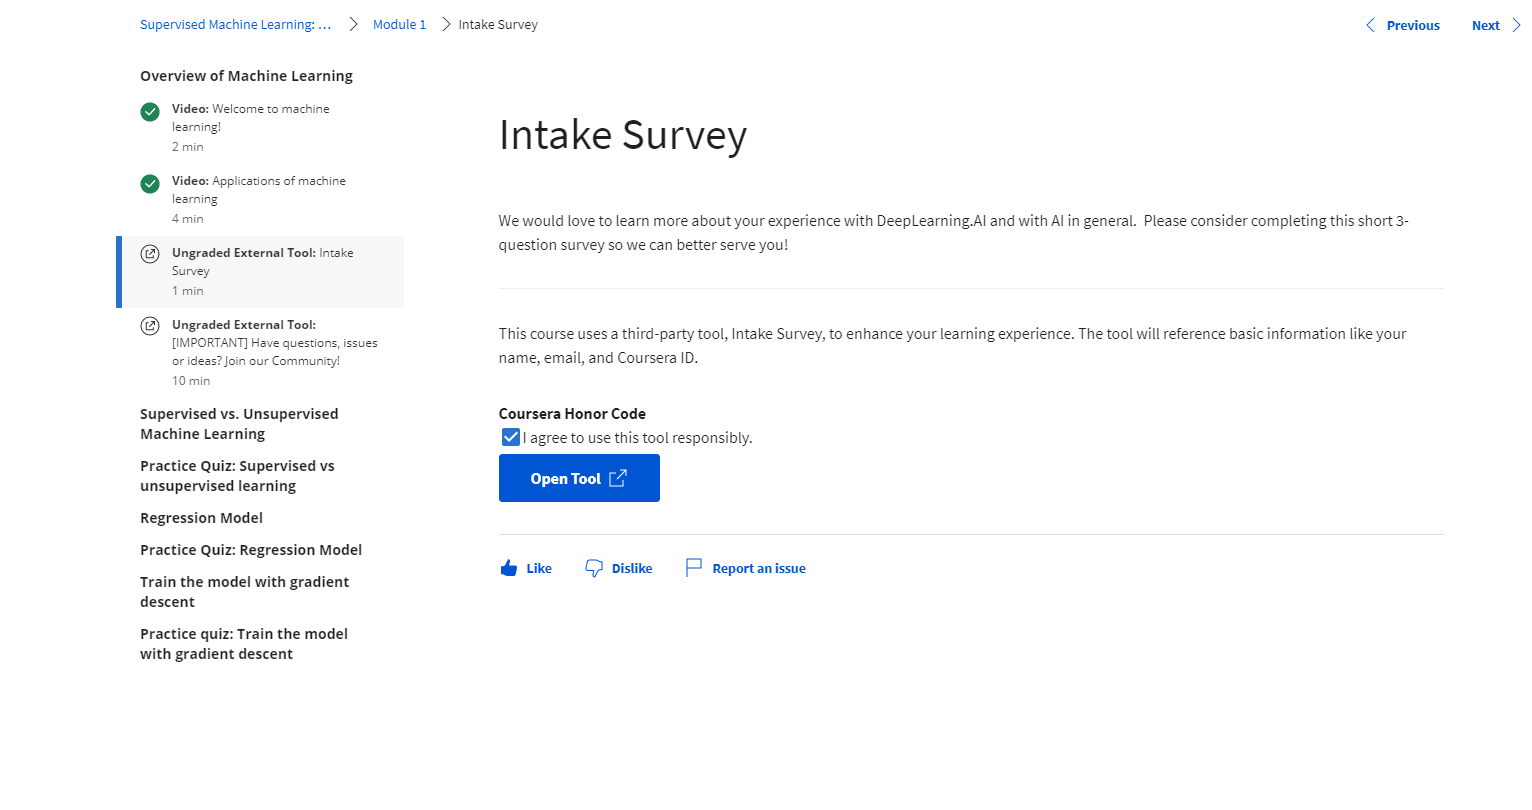 Supervised Machine Learning: ...
Module 1
Intake Survey
Previous
Next
Overview of Machine Learning
Video: Welcome to machine
learning!
2 min
Video: Applications of machine
learning
4 min
Ungraded External Tool: Intake
Survey
1 min
Ungraded External Tool:
[IMPORTANT] Have questions, issues
or ideas? Join our Community!
10 min
Supervised vs. Unsupervised
Machine Learning
Practice Quiz: Supervised vs
unsupervised learning
Regression Model
Practice Quiz: Regression Model
Train the model with gradient
descent
Practice quiz: Train the model
with gradient descent
Intake Survey
We would love to learn more about your experience with DeepLearning.AI and with AI in general.  Please consider completing this short 3-
question survey so we can better serve you!
This course uses a third-party tool, Intake Survey, to enhance your learning experience. The tool will reference basic information like your
name, email, and Coursera ID.
Coursera Honor Code
I agree to use this tool responsibly.
Open Tool
Like
Dislike
Report an issue